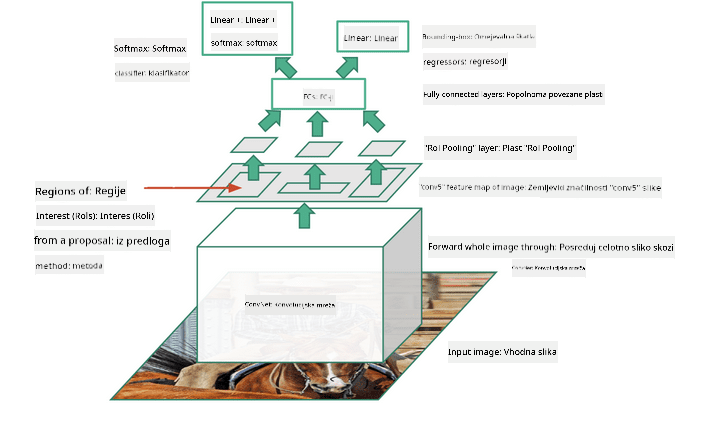 Linear +: Linear +
softmax: softmax
Linear: Linear
Softmax: Softmax
classifier: klasifikator
Bounding-box: Omejevalna škatla
regressors: regresorji
FCs: FC-ji
Fully connected layers: Popolnoma povezane plasti
"RoI Pooling" layer: Plast "RoI Pooling"
"conv5" feature map of image: Zemljevid značilnosti "conv5" slike
Regions of: Regije
Interest (RoIs): Interes (RoIi)
from a proposal: iz predloga
method: metoda
Forward whole image through: Posreduj celotno sliko skozi
ConvNet: Konvolucijska mreža
ConvNet: Konvolucijska mreža
Input image: Vhodna slika